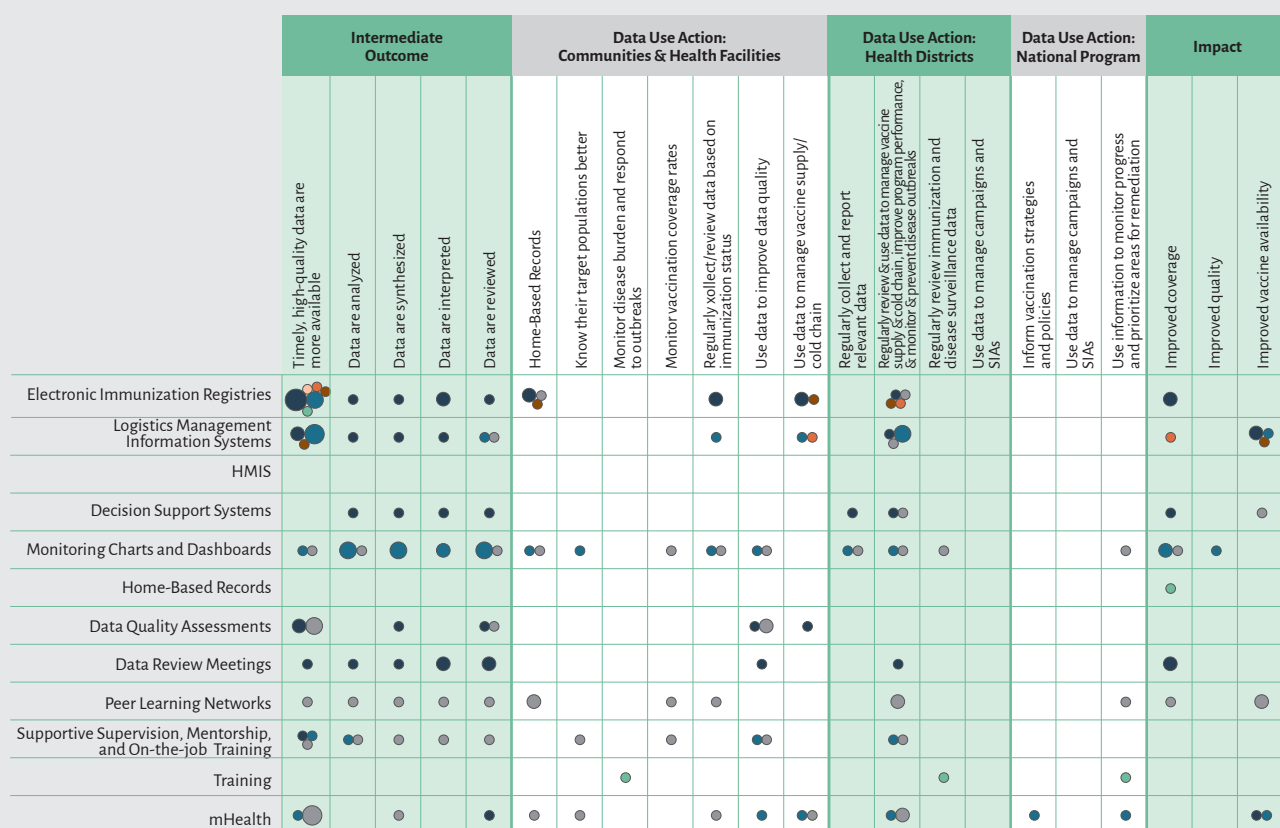 Intermediate
Outcome
Data Use Action:
Communities & Health Facilities
Data Use Action:
Health Districts
Data Use Action:
National Program
Impact
Timely, high-quality data are
more available
Data are analyzed
Data are synthesized
Data are interpreted
Data are reviewed
Home-Based Records
Know their target populations better
Monitor disease burden and respond
to outbreaks
Monitor vaccination coverage rates
Regularly xollect/review data based on
immunization status
Use data to improve data quality
Use data to manage vaccine supply/
cold chain
Regularly collect and report
relevant data
Regularly review & use data to manage vaccine
supply & cold chain, improve program performance,
& monitor & prevent disease outbreaks
Regularly review immunization and
disease surveillance data
Use data to manage campaigns and
SIAs
Inform vaccination strategies
and policies
Use data to manage campaigns and
SIAs
Use information to monitor progress
and prioritize areas for remediation
Improved coverage
Improved quality
Improved vaccine availability
Electronic Immunization Registries
Logistics Management
Information Systems
HMIS
Decision Support Systems
Monitoring Charts and Dashboards
Home-Based Records
Data Quality Assessments
Data Review Meetings
Peer Learning Networks
Supportive Supervision, Mentorship,
and On-the-job Training
Training
mHealth